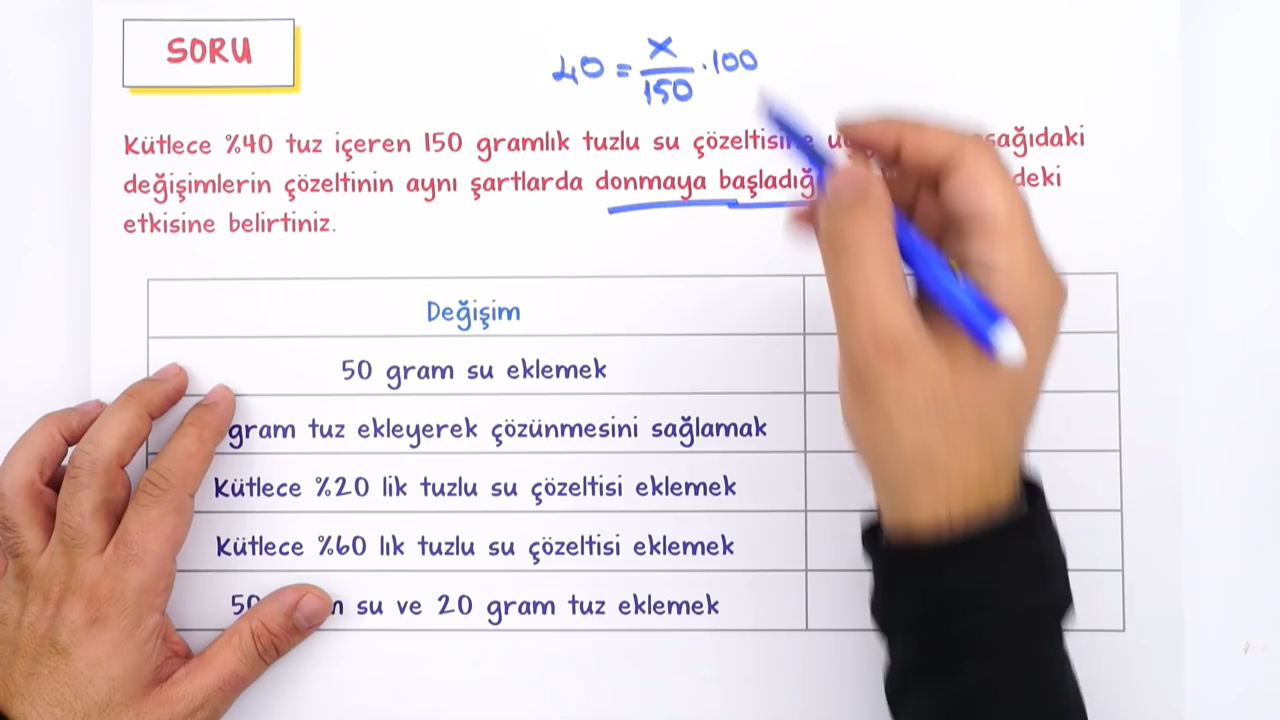 SORU
40 = x/150 · 100
Kütlece %40 tuz içeren 150 gramlık tuzlu su çözeltisine
değişimlerin çözeltinin aynı şartlarda donmaya
etkisine belirtiniz.
Değişim
50 gram su eklemek
gram tuz ekleyerek çözünmesini sağlamak
Kütlece %20 lik tuzlu su çözeltisi eklemek
Kütlece %60 lık tuzlu su çözeltisi eklemek
su ve 20 gram tuz eklemek